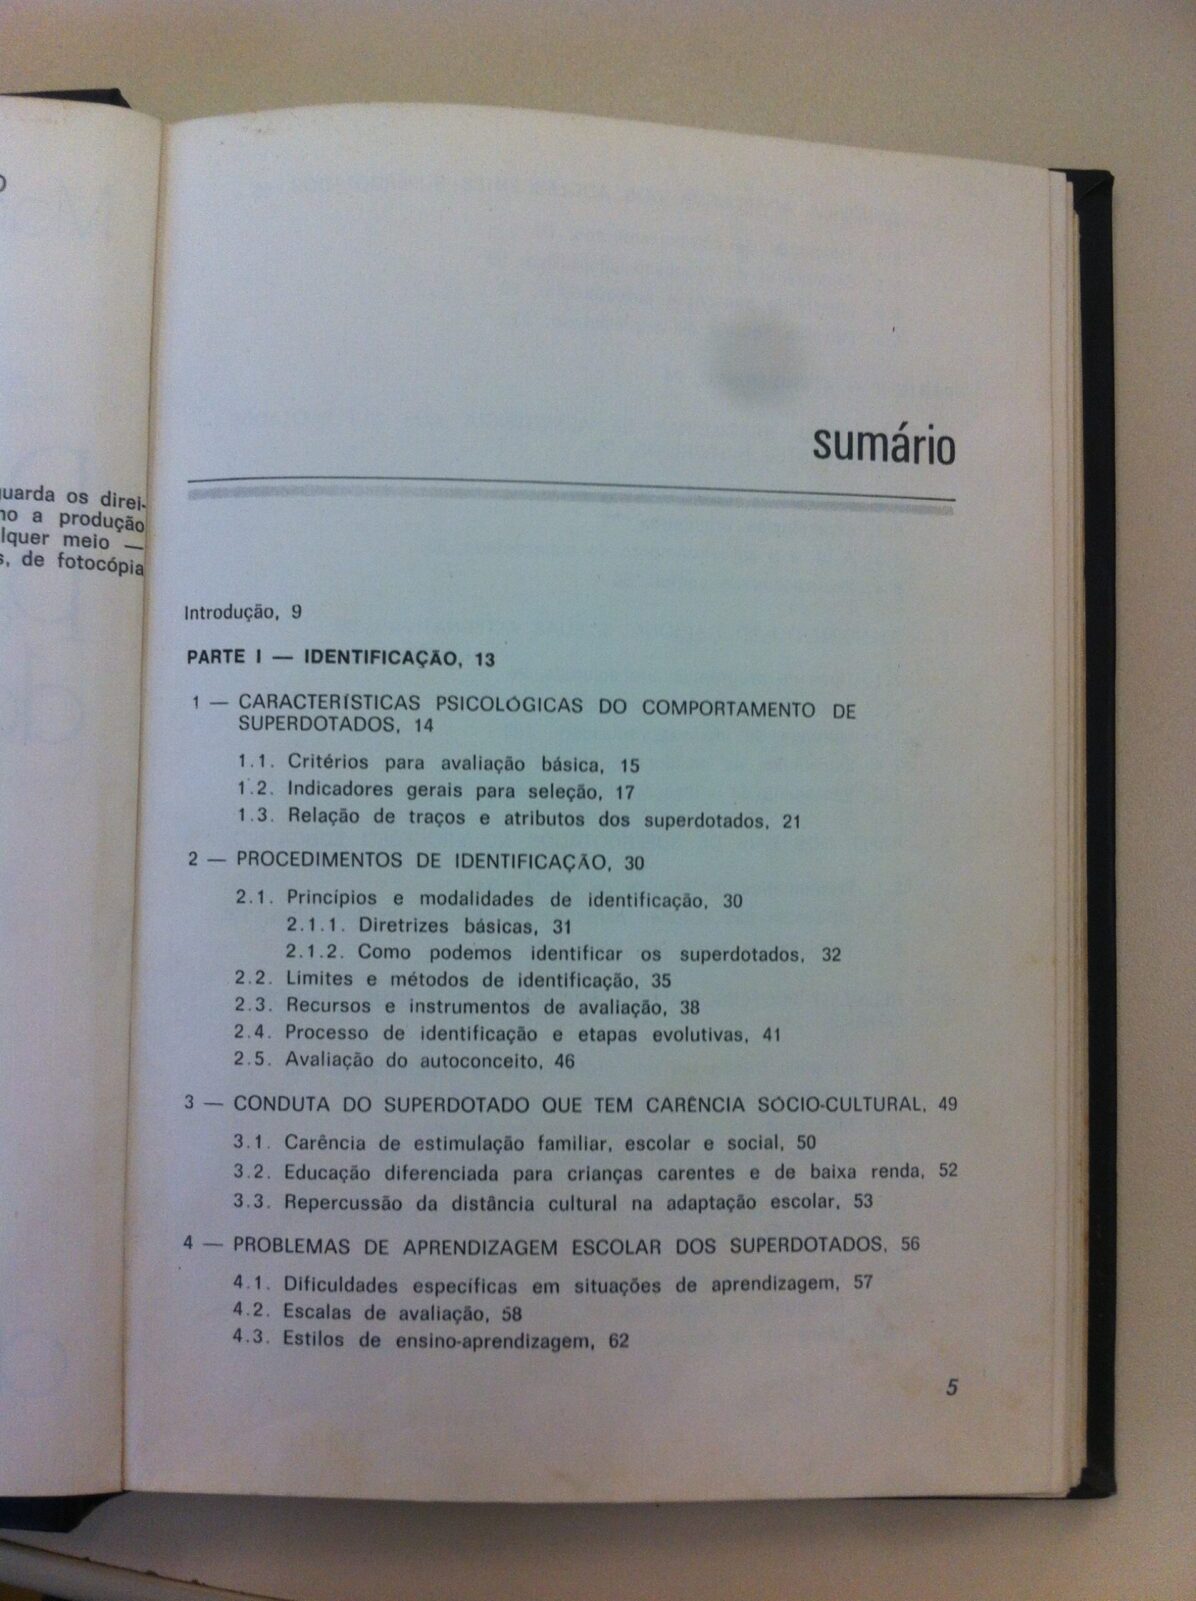 O
guarda os direi-
no a produção
lquer meio —
s, de fotocópia
sumário
Introdução, 9
PARTE I — IDENTIFICAÇÃO, 13
1 — CARACTERÍSTICAS PSICOLÓGICAS DO COMPORTAMENTO DE
SUPERDOTADOS, 14
1.1. Critérios para avaliação básica, 15
1.2. Indicadores gerais para seleção, 17
1.3. Relação de traços e atributos dos superdotados, 21
2 — PROCEDIMENTOS DE IDENTIFICAÇÃO, 30
2.1. Princípios e modalidades de identificação, 30
2.1.1. Diretrizes básicas, 31
2.1.2. Como podemos identificar os superdotados, 32
2.2. Limites e métodos de identificação, 35
2.3. Recursos e instrumentos de avaliação, 38
2.4. Processo de identificação e etapas evolutivas, 41
2.5. Avaliação do autoconceito, 46
3 — CONDUTA DO SUPERDOTADO QUE TEM CARÊNCIA SÓCIO-CULTURAL, 49
3.1. Carência de estimulação familiar, escolar e social, 50
3.2. Educação diferenciada para crianças carentes e de baixa renda, 52
3.3. Repercussão da distância cultural na adaptação escolar, 53
4 — PROBLEMAS DE APRENDIZAGEM ESCOLAR DOS SUPERDOTADOS, 56
4.1. Dificuldades específicas em situações de aprendizagem, 57
4.2. Escalas de avaliação, 58
4.3. Estilos de ensino-aprendizagem, 62
5